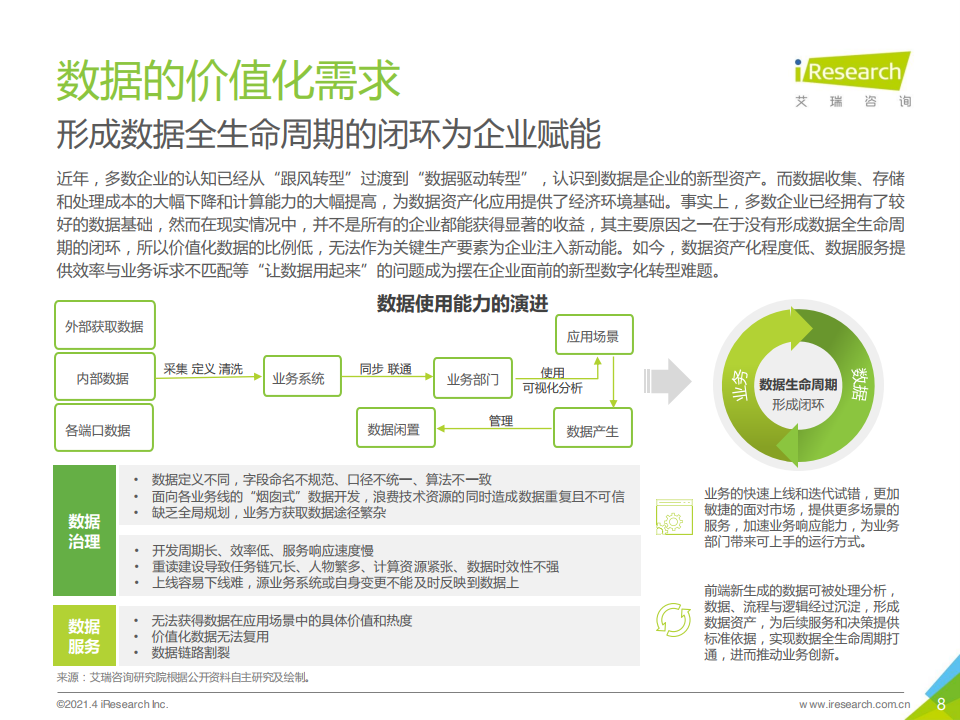 数据的价值化需求
iResearch
艾 瑞 咨 询
形成数据全生命周期的闭环为企业赋能
近年，多数企业的认知已经从“跟风转型”过渡到“数据驱动转型”，认识到数据是企业的新型资产。而数据收集、存储
和处理成本的大幅下降和计算能力的大幅提高，为数据资产化应用提供了经济环境基础。事实上，多数企业已经拥有了较
好的数据基础，然而在现实情况中，并不是所有的企业都能获得显著的收益，其主要原因之一在于没有形成数据全生命周
期的闭环，所以价值化数据的比例低，无法作为关键生产要素为企业注入新动能。如今，数据资产化程度低、数据服务提
供效率与业务诉求不匹配等“让数据用起来”的问题成为摆在企业面前的新型数字化转型难题。
数据使用能力的演进
外部获取数据
内部数据
各端口数据
采集 定义 清洗
业务系统
同步 联通
业务部门
使用
可视化分析
应用场景
数据产生
管理
数据闲置
业务
数据生命周期
形成闭环
数据
数据
治理
• 数据定义不同，字段命名不规范、口径不统一、算法不一致
• 面向各业务线的“烟囱式”数据开发，浪费技术资源的同时造成数据重复且不可信
• 缺乏全局规划，业务方获取数据途径繁杂
• 开发周期长、效率低、服务响应速度慢
• 重读建设导致任务链冗长、人物繁多、计算资源紧张、数据时效性不强
• 上线容易下线难，源业务系统或自身变更不能及时反映到数据上
数据
服务
• 无法获得数据在应用场景中的具体价值和热度
• 价值化数据无法复用
• 数据链路割裂
业务的快速上线和迭代试错，更加
敏捷的面对市场，提供更多场景的
服务，加速业务响应能力，为业务
部门带来可上手的运行方式。
前端新生成的数据可被处理分析，
数据、流程与逻辑经过沉淀，形成
数据资产，为后续服务和决策提供
标准依据，实现数据全生命周期打
通，进而推动业务创新。
来源：艾瑞咨询研究院根据公开资料自主研究及绘制。
©2021.4 iResearch Inc.
www.iresearch.com.cn
8